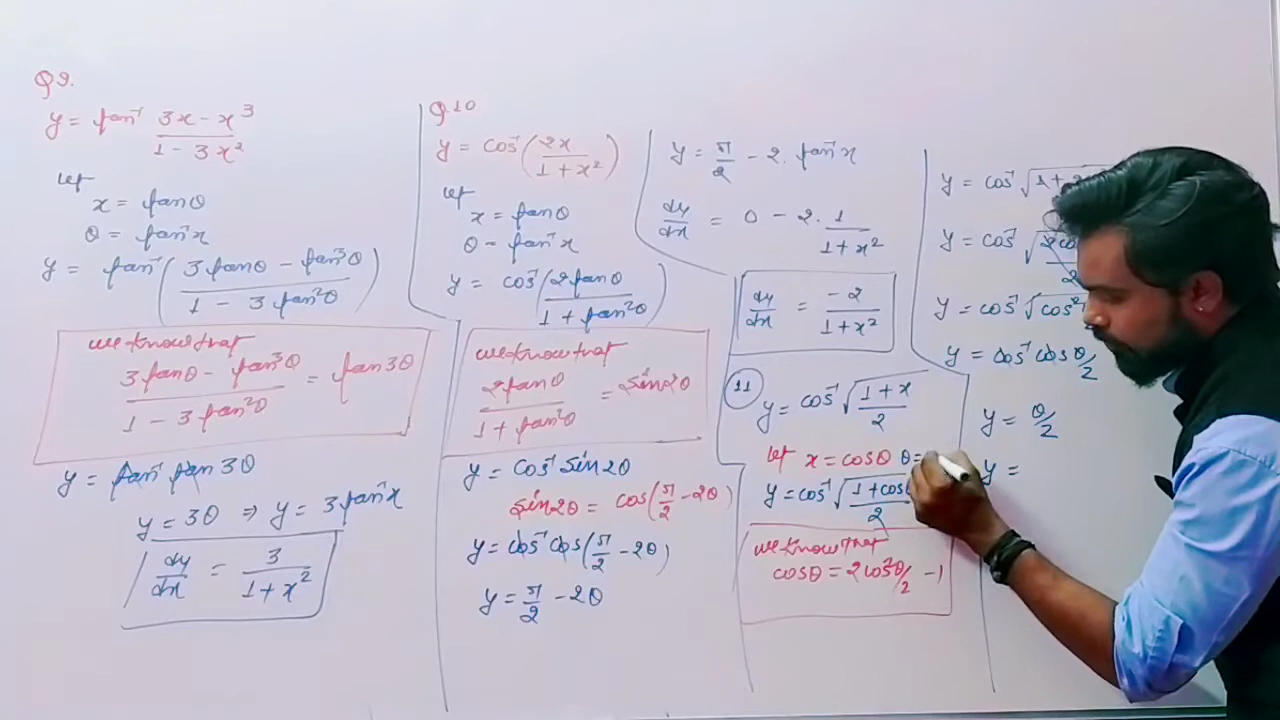 Q 9.
y = tan⁻¹ (3x - x³)/(1 - 3x²)
let
x = tanθ
θ = tan⁻¹x
y = tan⁻¹((3tanθ - tan³θ)/(1 - 3tan²θ))
we know that
(3tanθ - tan³θ)/(1 - 3tan²θ) = tan3θ
y = tan⁻¹ tan 3θ
y = 3θ ⇒ y = 3tan⁻¹x
dy/dx = 3/(1 + x²)
Q 10
y = cos⁻¹(2x/(1 + x²))
let
x = tanθ
θ = tan⁻¹x
y = cos⁻¹(2tanθ/(1 + tan²θ))
we know that
2tanθ/(1 + tan²θ) = sin2θ
y = cos⁻¹ sin2θ
sin2θ = cos(π/2 - 2θ)
y = cos⁻¹ cos(π/2 - 2θ)
y = π/2 - 2θ
y = π/2 - 2 . tan⁻¹x
dy/dx = 0 - 2 . 1/(1 + x²)
dy/dx = -2/(1 + x²)
11
y = cos⁻¹ √((1 + x)/2)
let x = cosθ θ =
y = cos⁻¹ √((1 + cosθ)/2)
we know that
cosθ = 2cos²θ/2 - 1
y = cos⁻¹ √
y = cos⁻¹ √
y = cos⁻¹ √cos²
y = cos⁻¹ cos θ/2
y = θ/2
y =